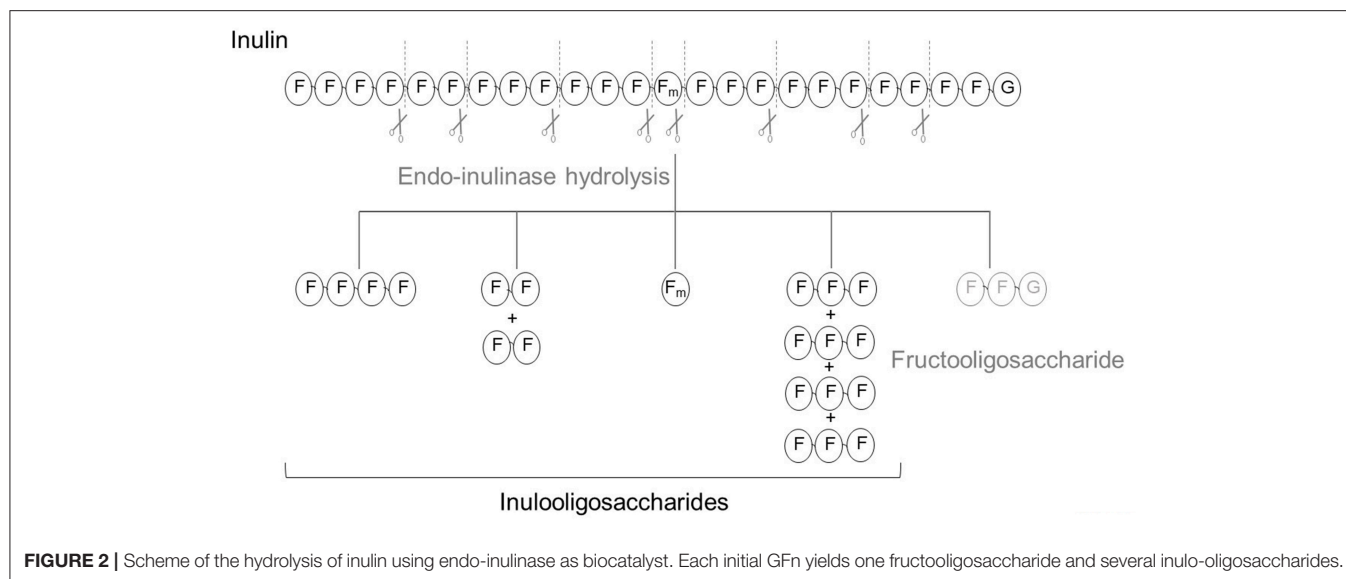 Inulin
F F F F F F F F F F F F Fm F F F F F F F F F F G
Endo-inulinase hydrolysis
F F F F F F Fm F F F F F G
+ +
F F F F F
+
Fructooligosaccharide
F F F
+
F F F
Inulooligosaccharides
FIGURE 2 | Scheme of the hydrolysis of inulin using endo-inulinase as biocatalyst. Each initial GFn yields one fructooligosaccharide and several inulo-oligosaccharides.